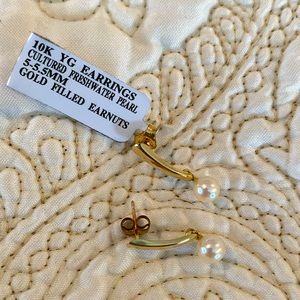 10K YG EARRINGS
CULTURED FRESHWATER PEARL
5-5.5MM
GOLD FILLED EARNUTS